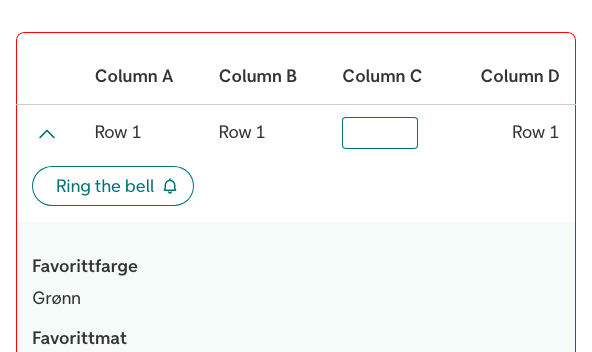 Column A Column B Column C Column D
Row 1 Row 1 Row 1
Ring the bell
Favorittfarge
Grønn
Favorittmat